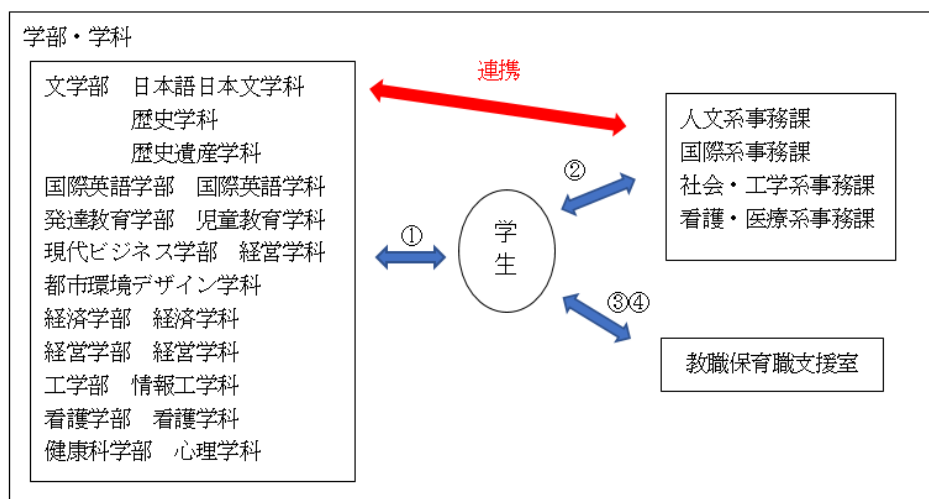 学部・学科
文学部　日本語日本文学科
歴史学科
歴史遺産学科
国際英語学部　国際英語学科
発達教育学部　児童教育学科
現代ビジネス学部　経営学科
都市環境デザイン学科
経済学部　経済学科
経営学部　経営学科
工学部　情報工学科
看護学部　看護学科
健康科学部　心理学科
①
学
生
連携
②
③④
人文系事務課
国際系事務課
社会・工学系事務課
看護・医療系事務課
教職保育職支援室